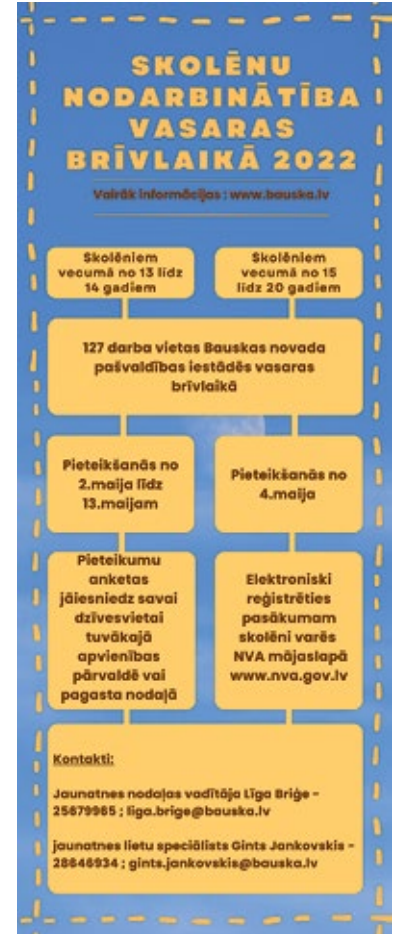 SKOLĒNU
NODARBINĀTĪBA
VASARAS
BRĪVLAIKĀ 2022
Vairāk informācijas : www.bauska.lv
Skolēniem
vecumā no 13 līdz
14 gadiem
Skolēniem
vecumā no 15
līdz 20 gadiem
127 darba vietas Bauskas novada
pašvaldības iestādēs vasaras
brīvlaikā
Pieteikšanās no
2.maija līdz
13.maijam
Pieteikšanās no
4.maija
Pieteikumu
anketas
jāiesniedz savai
dzīvesvietai
tuvākajā
apvienības
pārvaldē vai
pagasta nodaļā
Elektroniski
reģistrēties
pasākumam
skolēni varēs
NVA mājaslapā
www.nva.gov.lv
Kontakti:
Jaunatnes nodaļas vadītāja Līga Briģe -
25679965 ; liga.brige@bauska.lv
jaunatnes lietu speciālists Gints Jankovskis -
28646934 ; gints.jankovskis@bauska.lv